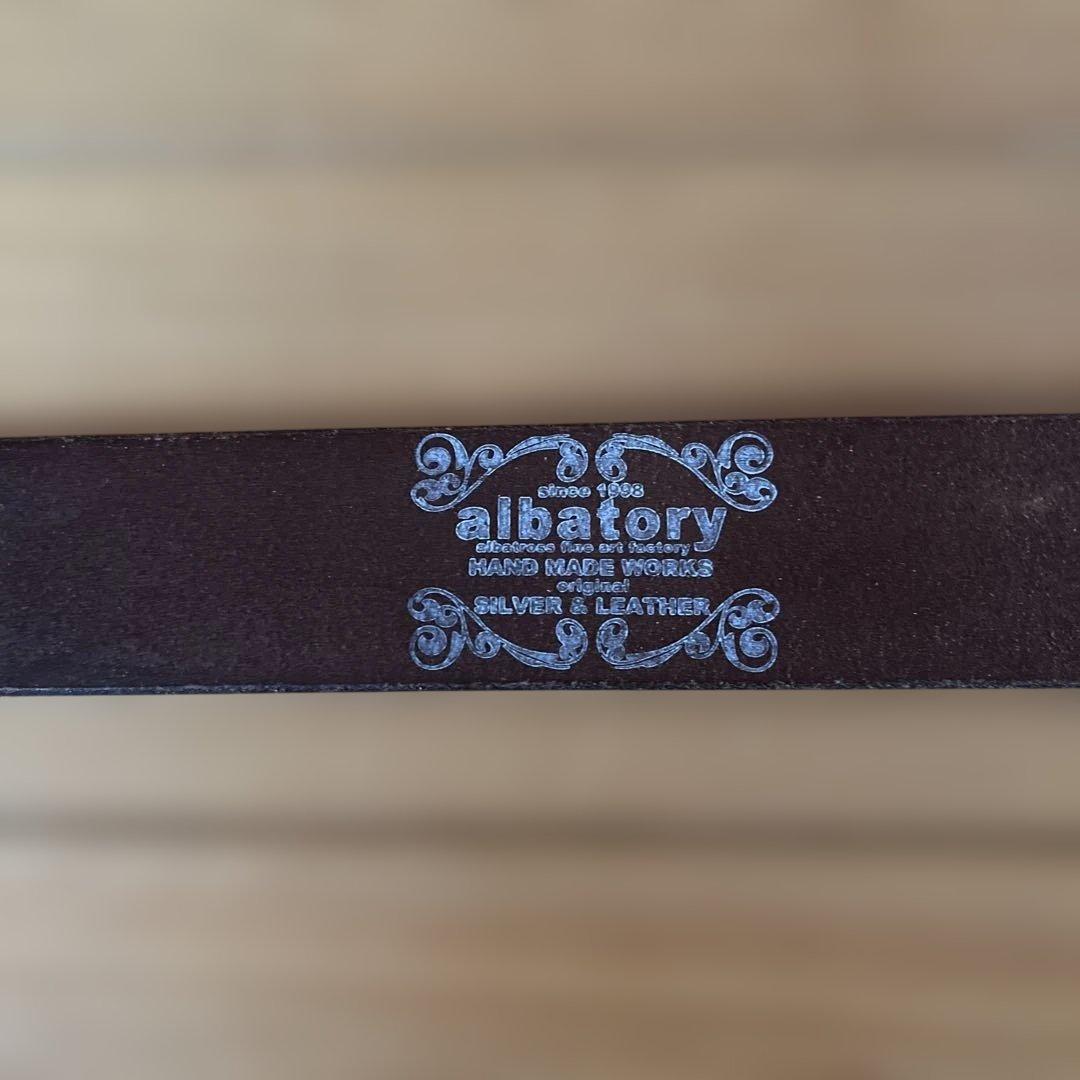 since 1998
albatory
albatross fine art factory
HAND MADE WORKS
original
SILVER & LEATHER